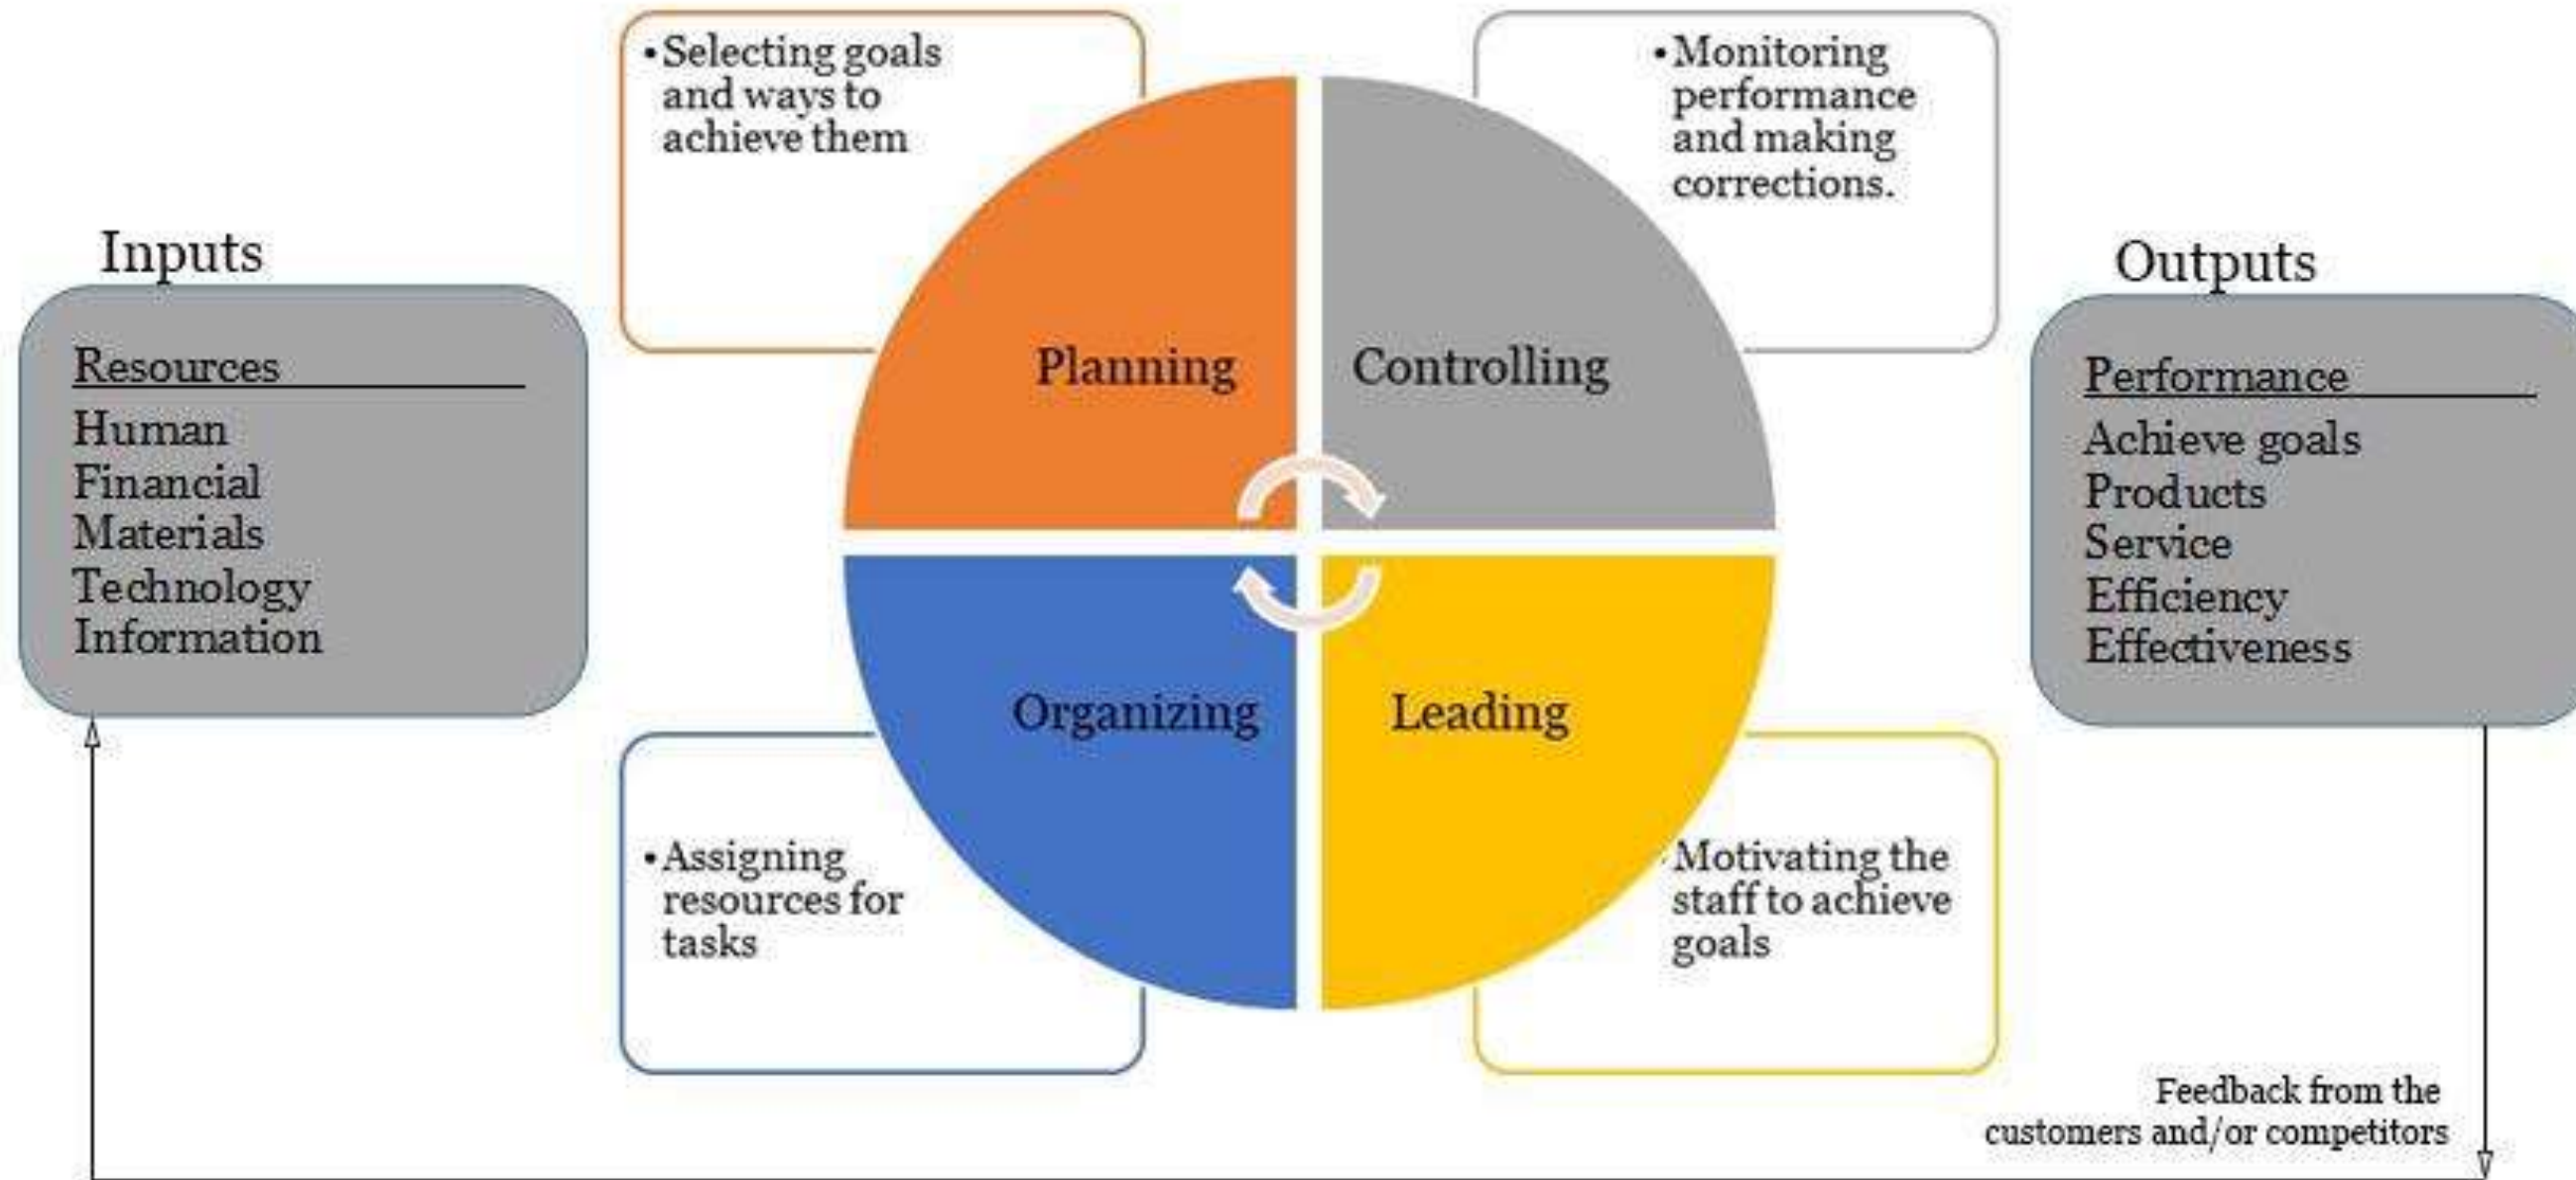 Inputs
Resources
Human
Financial
Materials
Technology
Information
•Selecting goals
and ways to
achieve them
•Monitoring
performance
and making
corrections.
Planning
Controlling
Organizing
Leading
•Assigning
resources for
tasks
Motivating the
staff to achieve
goals
Outputs
Performance
Achieve goals
Products
Service
Efficiency
Effectiveness
Feedback from the
customers and/or competitors